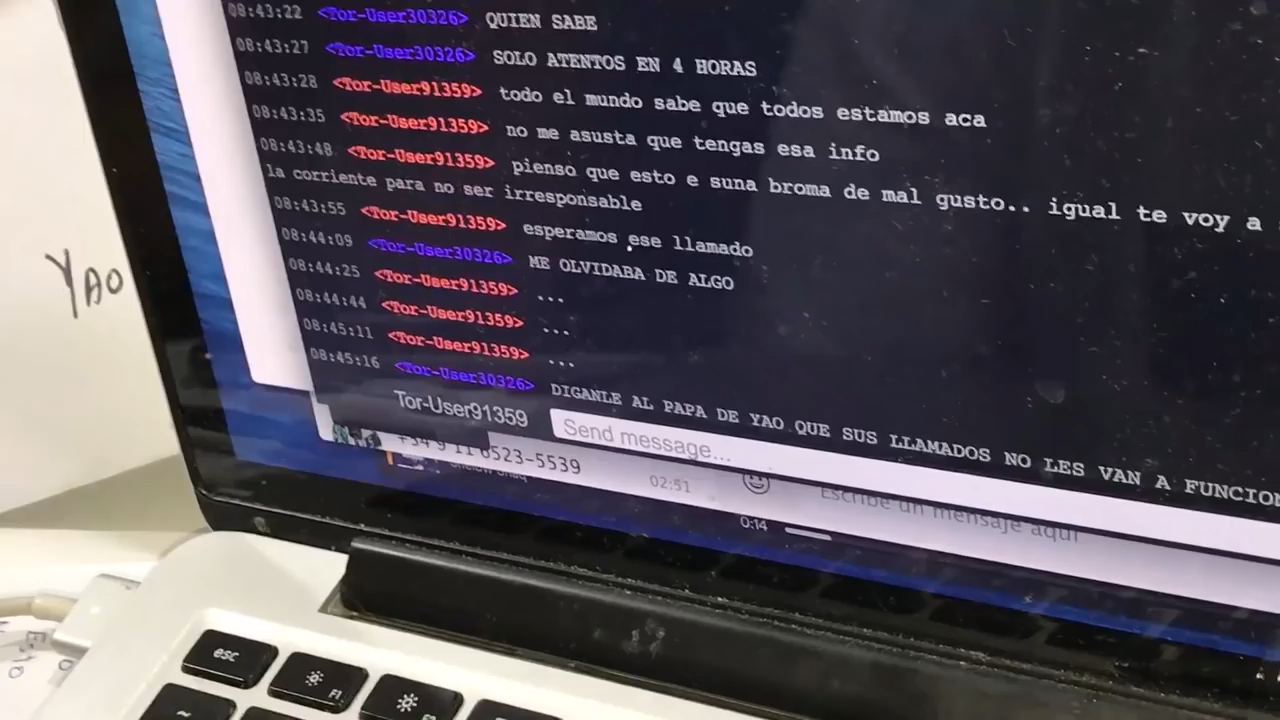 08:43:22 <Tor-User30326> QUIEN SABE
08:43:27 <Tor-User30326> SOLO ATENTOS EN 4 HORAS
08:43:28 <Tor-User91359> todo el mundo sabe que todos estamos aca
08:43:35 <Tor-User91359> no me asusta que tengas esa info
08:43:48 <Tor-User91359> pienso que esto e suna broma de mal gusto.. igual te voy a
la corriente para no ser irresponsable
08:43:55 <Tor-User91359> esperamos ese llamado
08:44:09 <Tor-User30326> ME OLVIDABA DE ALGO
08:44:25 <Tor-User91359> ...
08:44:44 <Tor-User91359> ...
08:45:11 <Tor-User91359> ...
08:45:16 <Tor-User30326> DIGANLE AL PAPA DE YAO QUE SUS LLAMADOS NO LES VAN A FUNCION
Tor-User91359 Send message...
+54 9 11 6523-5539
02:51
Escribe un mensaje aquí
0:14
YAO
esc
F1
~